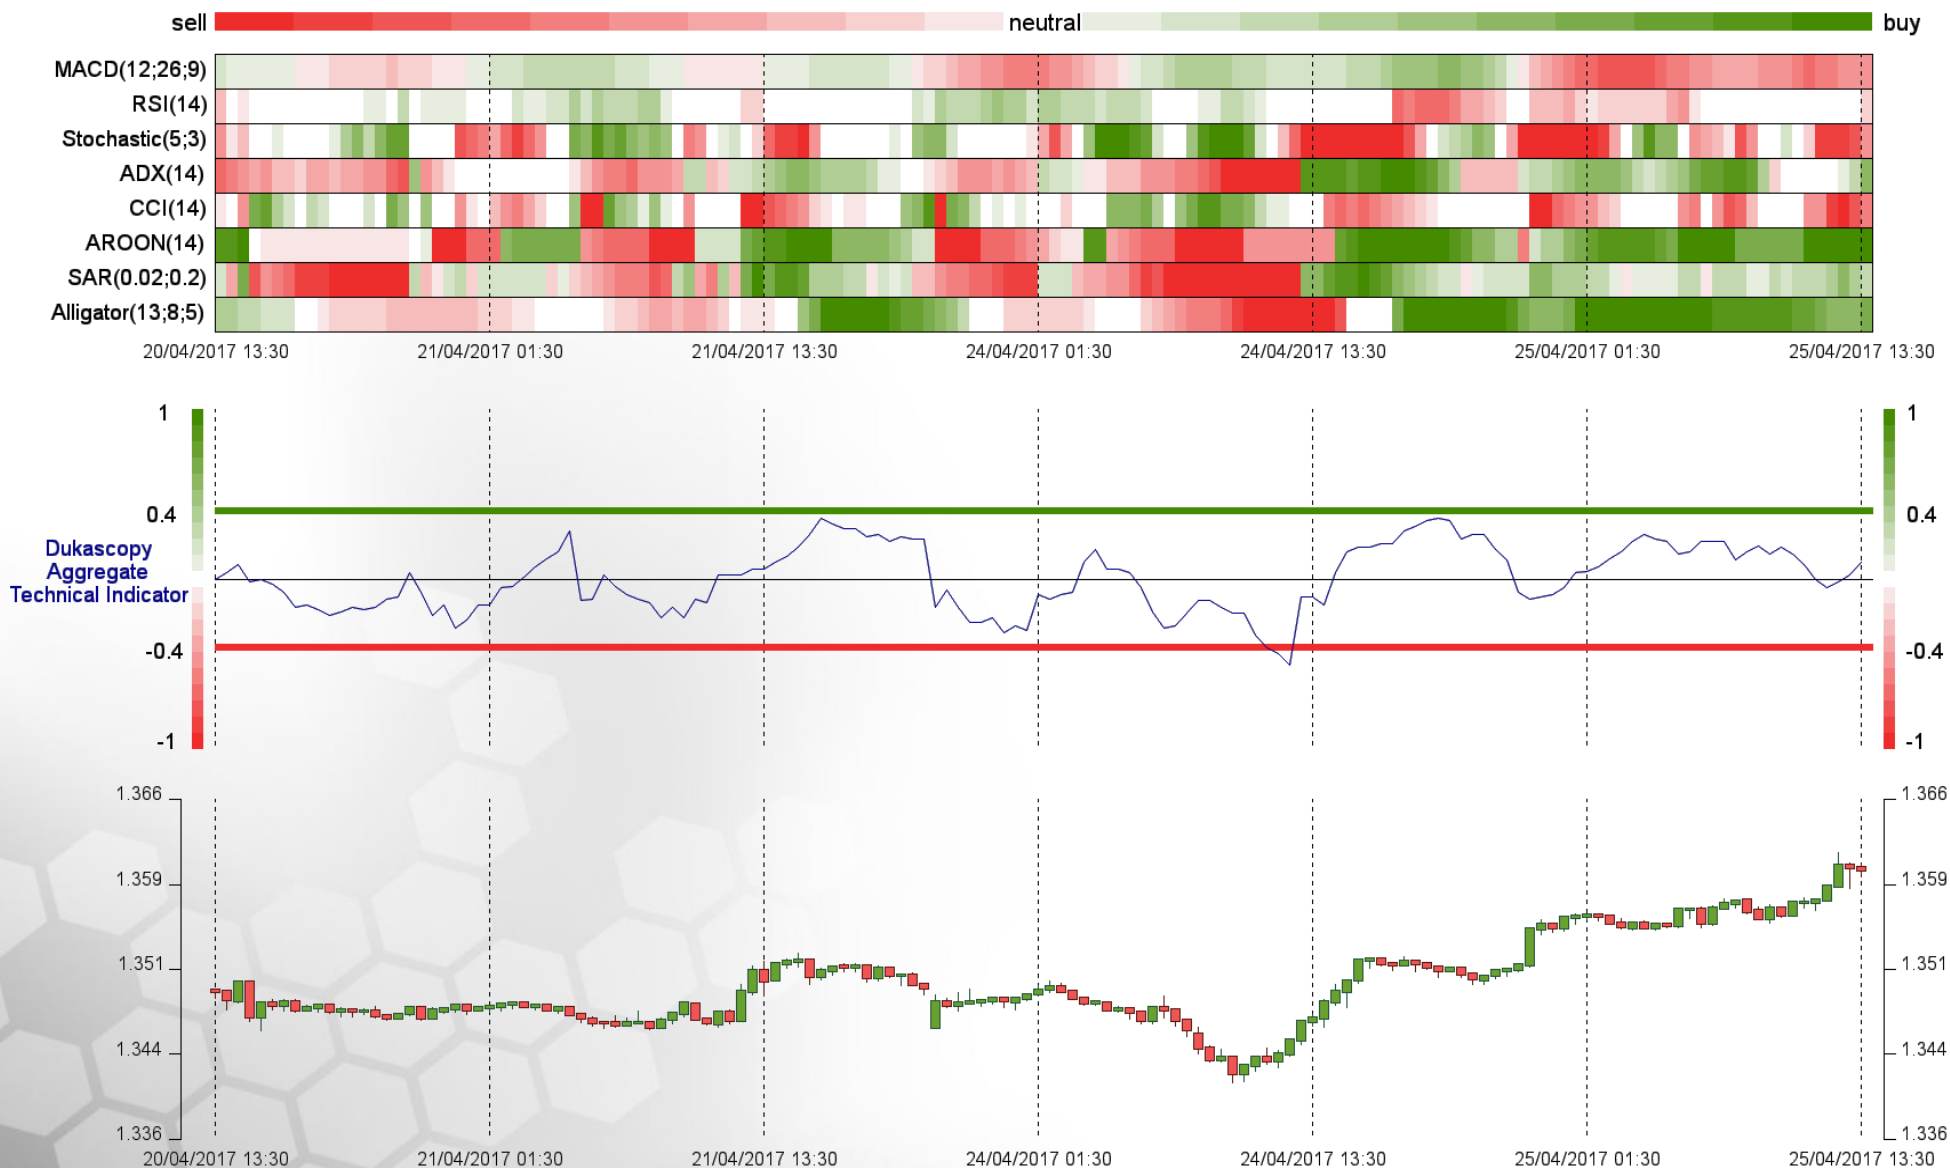 sell neutral buy
MACD(12;26;9)
RSI(14)
Stochastic(5;3)
ADX(14)
CCI(14)
AROON(14)
SAR(0.02;0.2)
Alligator(13;8;5)
20/04/2017 13:30 21/04/2017 01:30 21/04/2017 13:30 24/04/2017 01:30 24/04/2017 13:30 25/04/2017 01:30 25/04/2017 13:30
1 1
0.4 0.4
Dukascopy
Aggregate
Technical Indicator
-0.4 -0.4
-1 -1
1.366 1.366
1.359 1.359
1.351 1.351
1.344 1.344
1.336 1.336
20/04/2017 13:30 21/04/2017 01:30 21/04/2017 13:30 24/04/2017 01:30 24/04/2017 13:30 25/04/2017 01:30 25/04/2017 13:30